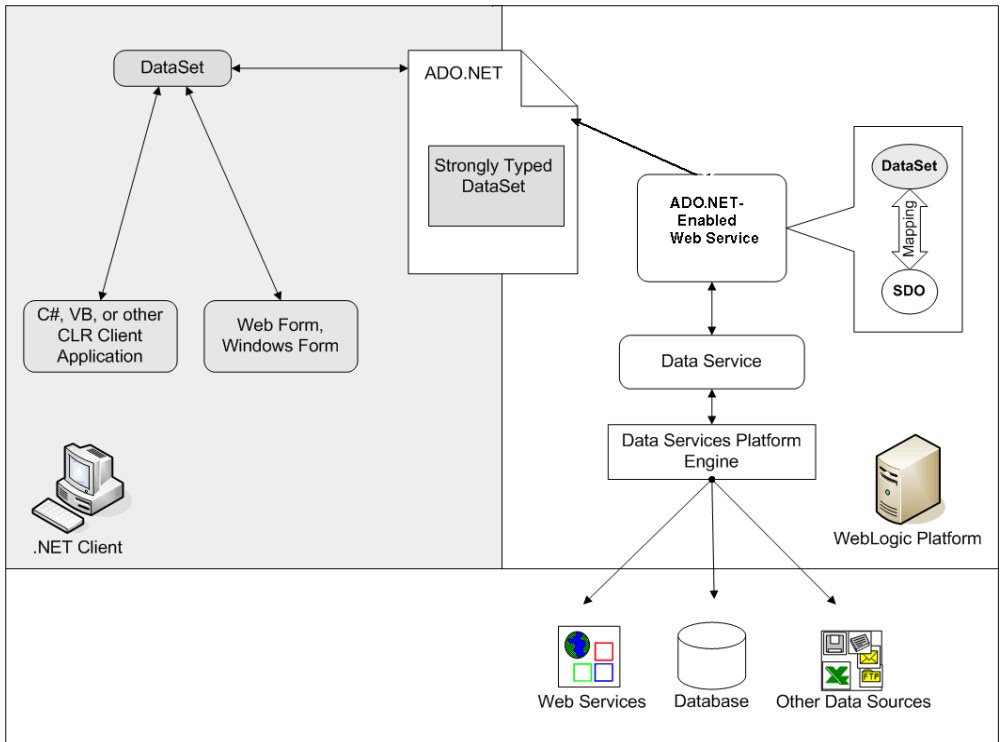 DataSet
ADO.NET
Strongly Typed
DataSet
ADO.NET-
Enabled
Web Service
DataSet
Mapping
SDO
C#, VB, or other
CLR Client
Application
Web Form,
Windows Form
Data Service
Data Services Platform
Engine
.NET Client
WebLogic Platform
FTP
Web Services
Database
Other Data Sources